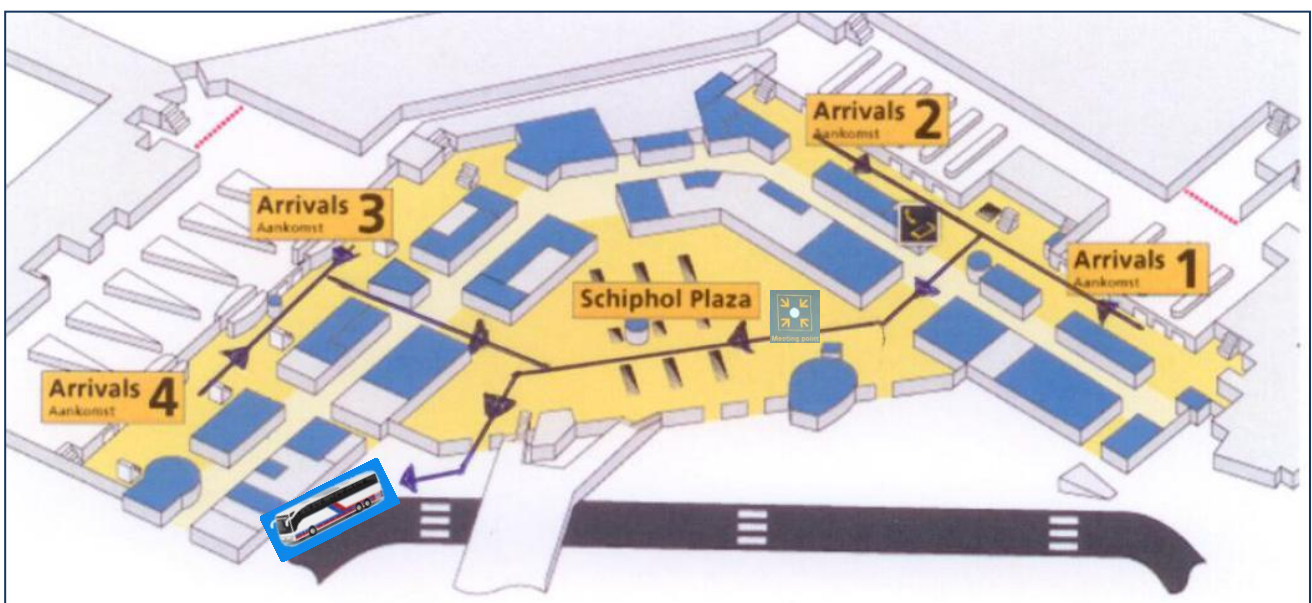 Arrivals 2
Aankomst
Arrivals 3
Aankomst
Arrivals 1
Aankomst
Schiphol Plaza
Meeting point
Arrivals 4
Aankomst